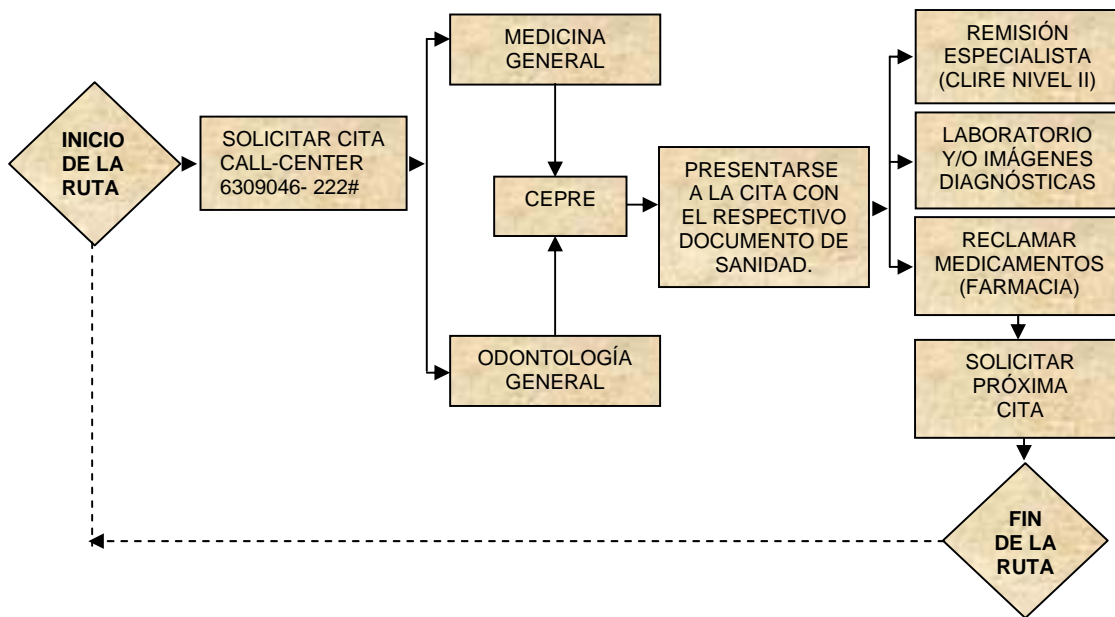 INICIO
DE LA
RUTA
SOLICITAR CITA
CALL-CENTER
6309046- 222#
MEDICINA
GENERAL
CEPRE
ODONTOLOGÍA
GENERAL
PRESENTARSE
A LA CITA CON
EL RESPECTIVO
DOCUMENTO DE
SANIDAD.
REMISIÓN
ESPECIALISTA
(CLIRE NIVEL II)
LABORATORIO
Y/O IMÁGENES
DIAGNÓSTICAS
RECLAMAR
MEDICAMENTOS
(FARMACIA)
SOLICITAR
PRÓXIMA
CITA
FIN
DE LA
RUTA